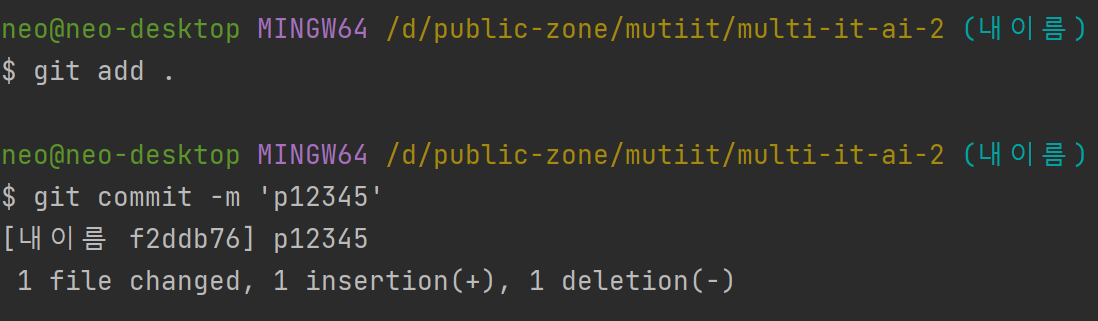 neo@neo-desktop MINGW64 /d/public-zone/mutiit/multi-it-ai-2 (내이름)
$ git add .
neo@neo-desktop MINGW64 /d/public-zone/mutiit/multi-it-ai-2 (내이름)
$ git commit -m 'p12345'
[내이름 f2ddb76] p12345
 1 file changed, 1 insertion(+), 1 deletion(-)